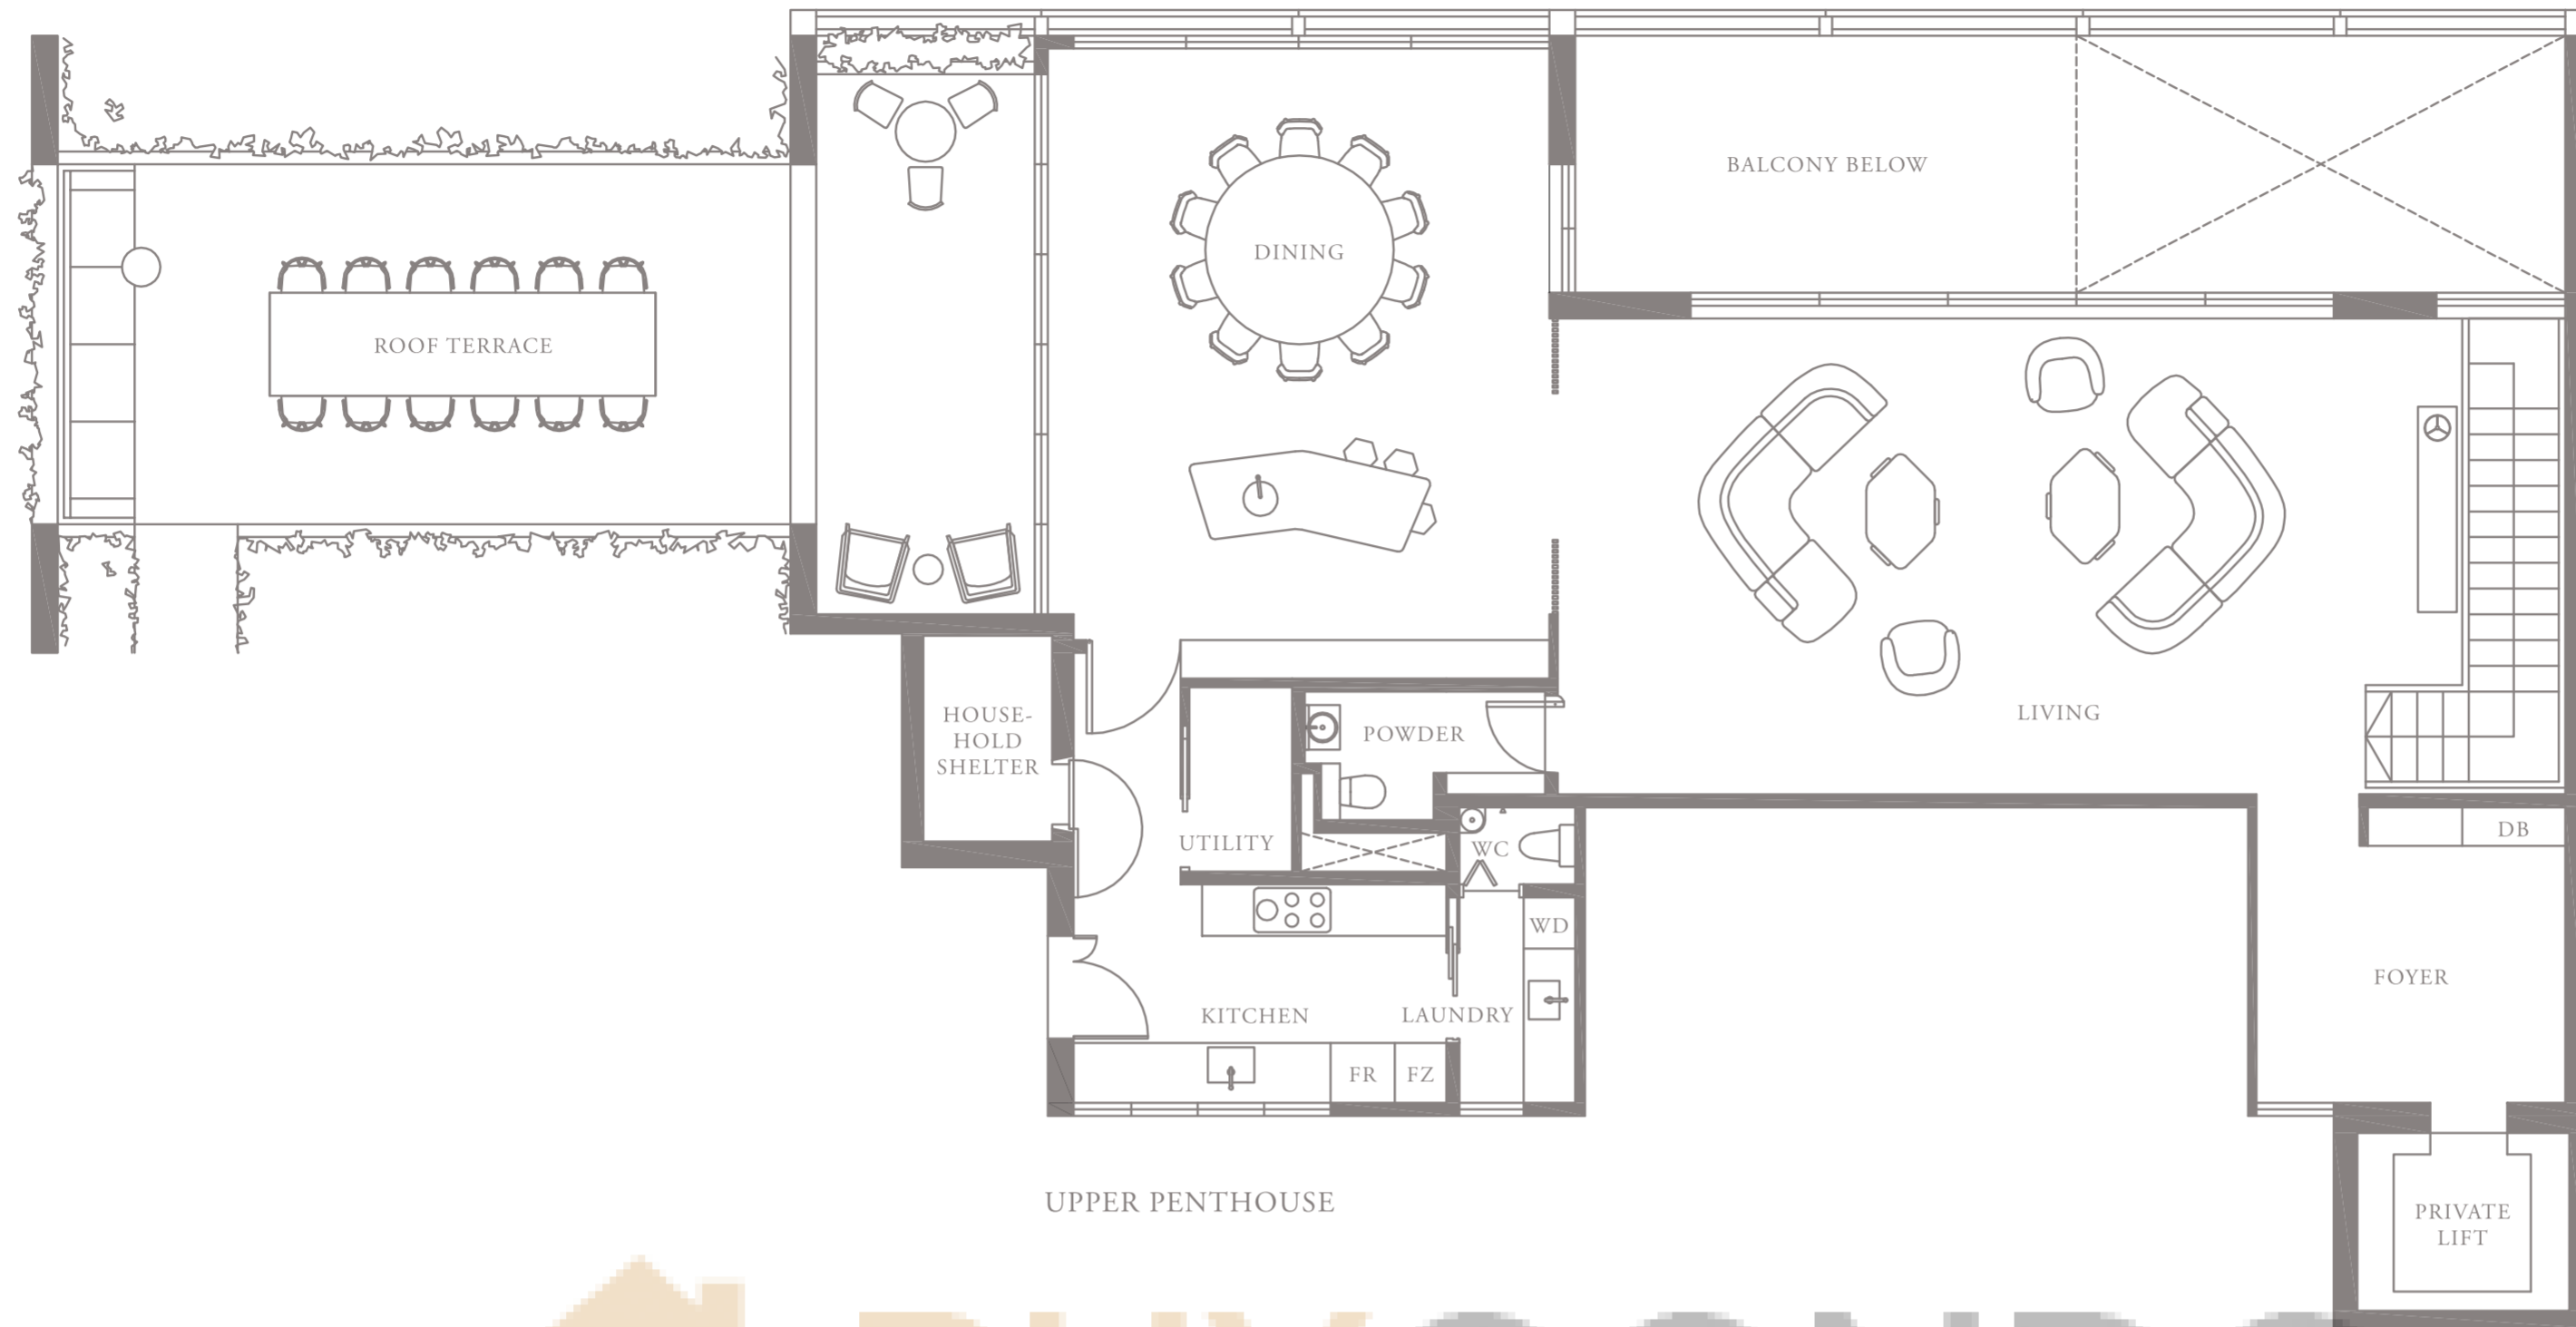 BALCONY BELOW
DINING
ROOF TERRACE
HOUSE-
HOLD
SHELTER
POWDER
LIVING
UTILITY
WC
DB
WD
FOYER
KITCHEN
LAUNDRY
FR
FZ
UPPER PENTHOUSE
PRIVATE
LIFT